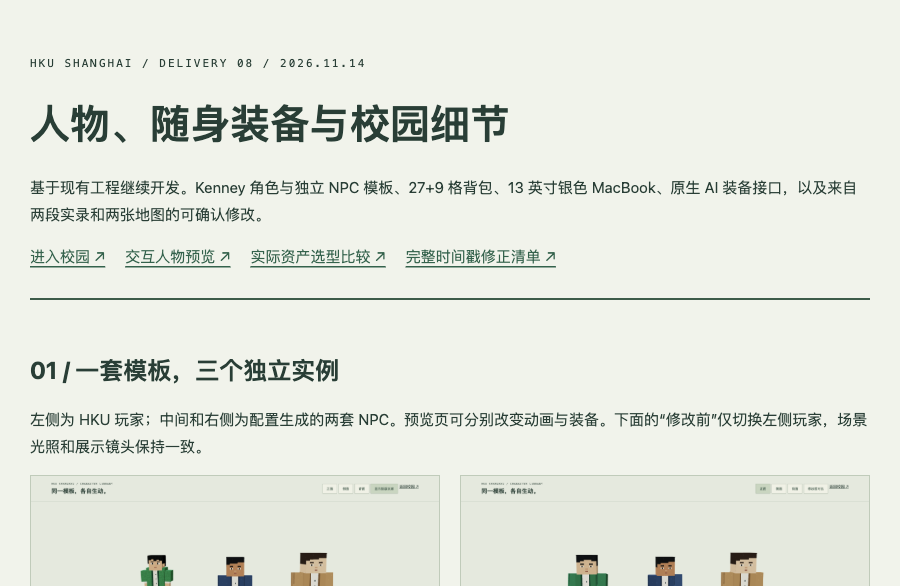 HKU SHANGHAI / DELIVERY 08 / 2026.11.14
人物、随身装备与校园细节
基于现有工程继续开发。Kenney 角色与独立 NPC 模板、27+9 格背包、13 英寸银色 MacBook、原生 AI 装备接口，以及来自
两段实录和两张地图的可确认修改。
进入校园 ↗ 交互人物预览 ↗ 实际资产选型比较 ↗ 完整时间戳修正清单 ↗
01 / 一套模板，三个独立实例
左侧为 HKU 玩家；中间和右侧为配置生成的两套 NPC。预览页可分别改变动画与装备。下面的“修改前”仅切换左侧玩家，场景
光照和展示镜头保持一致。
同一模板，各自生动。
同一模板，各自生动。